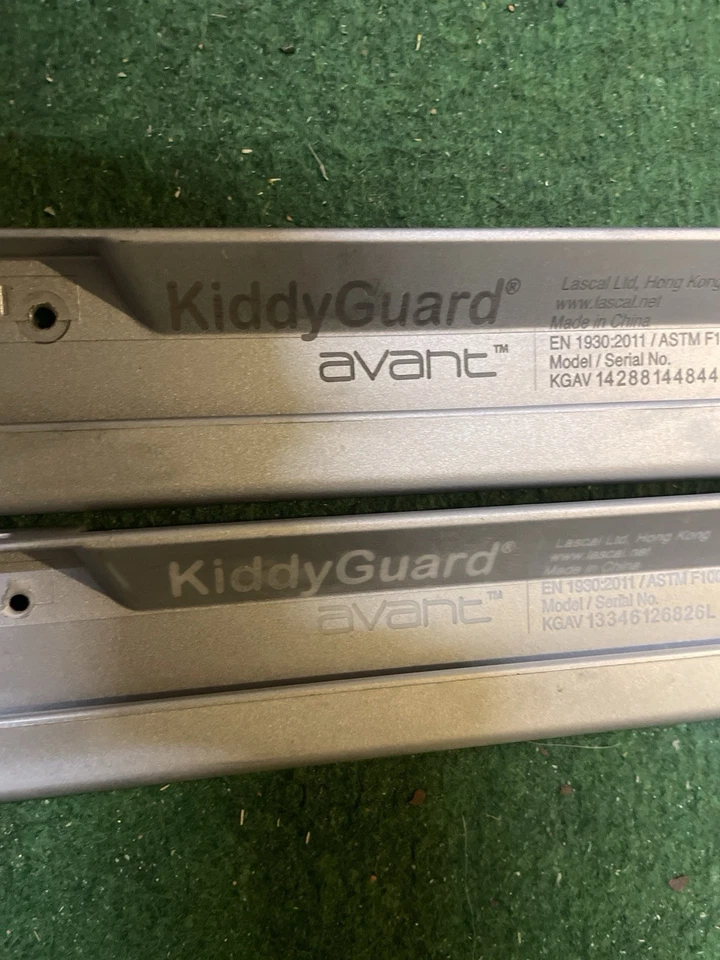 KiddyGuard®
avant™
Lascal Ltd, Hong Kong
www.lascal.net
Made in China
EN 1930:2011 / ASTM F1
Model / Serial No.
KGAV 14288144844
KiddyGuard®
avant™
Lascal Ltd, Hong Kong
www.lascal.net
Made in China
EN 1930:2011 / ASTM F100
Model / Serial No.
KGAV 13346126826L